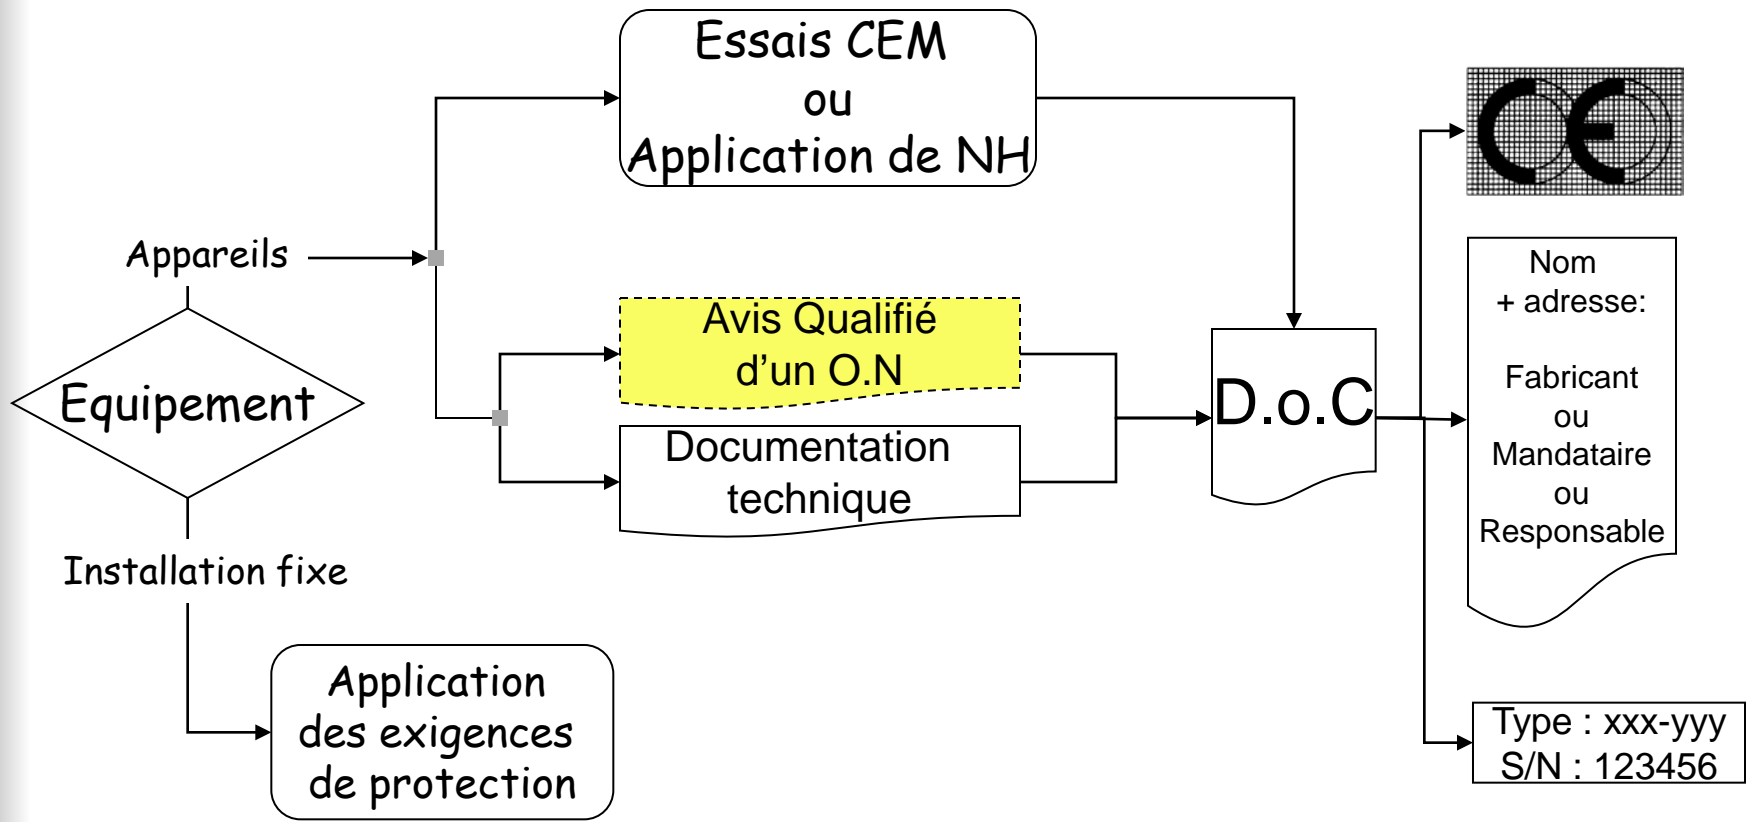 Essais CEM
ou
Application de NH
Appareils
Equipement
Installation fixe
Application
des exigences
de protection
Avis Qualifié
d’un O.N
Documentation
technique
D.o.C
CE
Nom
+ adresse:
Fabricant
ou
Mandataire
ou
Responsable
Type : xxx-yyy
S/N : 123456